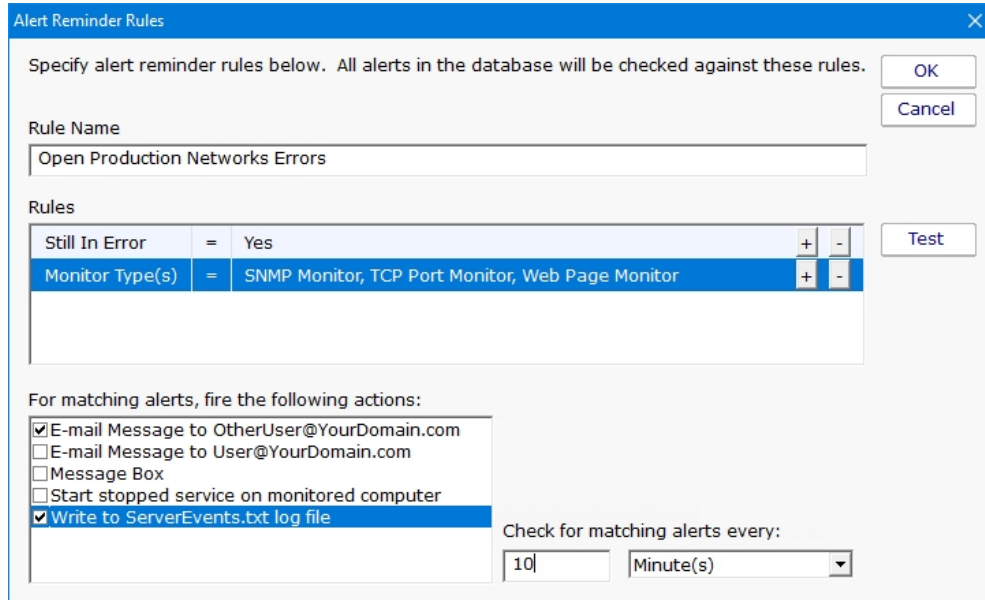 Alert Reminder Rules
Specify alert reminder rules below. All alerts in the database will be checked against these rules.
OK
Cancel
Rule Name
Open Production Networks Errors
Rules
Still In Error = Yes + -
Test
Monitor Type(s) = SNMP Monitor, TCP Port Monitor, Web Page Monitor + -
For matching alerts, fire the following actions:
E-mail Message to OtherUser@YourDomain.com
E-mail Message to User@YourDomain.com
Message Box
Start stopped service on monitored computer
Write to ServerEvents.txt log file
Check for matching alerts every:
10 Minute(s)